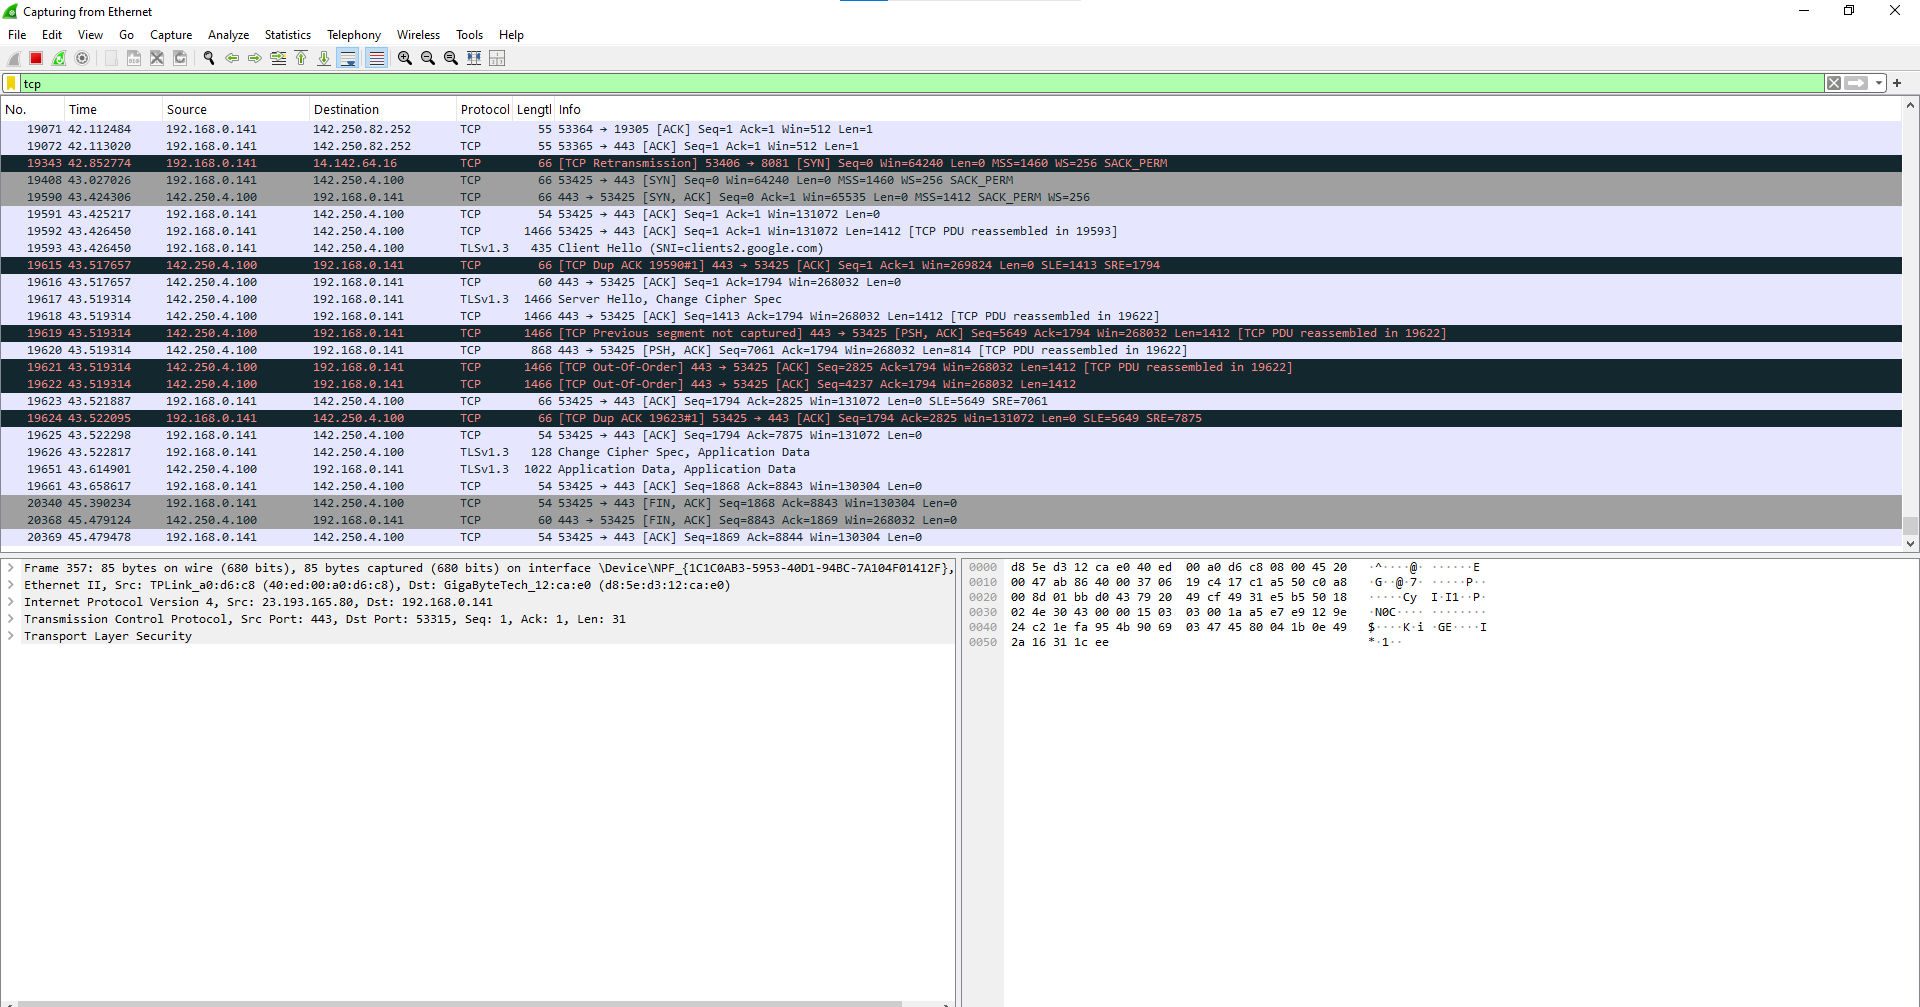 Capturing from Ethernet
File Edit View Go Capture Analyze Statistics Telephony Wireless Tools Help
tcp
No. Time Source Destination Protocol Lengtl Info
19071 42.112484 192.168.0.141 142.250.82.252 TCP 55 53364 → 19305 [ACK] Seq=1 Ack=1 Win=512 Len=1
19072 42.113020 192.168.0.141 142.250.82.252 TCP 55 53365 → 443 [ACK] Seq=1 Ack=1 Win=512 Len=1
19343 42.852774 192.168.0.141 14.142.64.16 TCP 66 [TCP Retransmission] 53406 → 8081 [SYN] Seq=0 Win=64240 Len=0 MSS=1460 WS=256 SACK_PERM
19408 43.027026 192.168.0.141 142.250.4.100 TCP 66 53425 → 443 [SYN] Seq=0 Win=64240 Len=0 MSS=1460 WS=256 SACK_PERM
19590 43.424306 142.250.4.100 192.168.0.141 TCP 66 443 → 53425 [SYN, ACK] Seq=0 Ack=1 Win=65535 Len=0 MSS=1412 SACK_PERM WS=256
19591 43.425217 192.168.0.141 142.250.4.100 TCP 54 53425 → 443 [ACK] Seq=1 Ack=1 Win=131072 Len=0
19592 43.426450 192.168.0.141 142.250.4.100 TCP 1466 53425 → 443 [ACK] Seq=1 Ack=1 Win=131072 Len=1412 [TCP PDU reassembled in 19593]
19593 43.426450 192.168.0.141 142.250.4.100 TLSv1.3 435 Client Hello (SNI=clients2.google.com)
19615 43.517657 142.250.4.100 192.168.0.141 TCP 66 [TCP Dup ACK 19590#1] 443 → 53425 [ACK] Seq=1 Ack=1 Win=269824 Len=0 SLE=1413 SRE=1794
19616 43.517657 142.250.4.100 192.168.0.141 TCP 60 443 → 53425 [ACK] Seq=1 Ack=1794 Win=268032 Len=0
19617 43.519314 142.250.4.100 192.168.0.141 TLSv1.3 1466 Server Hello, Change Cipher Spec
19618 43.519314 142.250.4.100 192.168.0.141 TCP 1466 443 → 53425 [ACK] Seq=1413 Ack=1794 Win=268032 Len=1412 [TCP PDU reassembled in 19622]
19619 43.519314 142.250.4.100 192.168.0.141 TCP 1466 [TCP Previous segment not captured] 443 → 53425 [PSH, ACK] Seq=5649 Ack=1794 Win=268032 Len=1412 [TCP PDU reassembled in 19622]
19620 43.519314 142.250.4.100 192.168.0.141 TCP 868 443 → 53425 [PSH, ACK] Seq=7061 Ack=1794 Win=268032 Len=814 [TCP PDU reassembled in 19622]
19621 43.519314 142.250.4.100 192.168.0.141 TCP 1466 [TCP Out-Of-Order] 443 → 53425 [ACK] Seq=2825 Ack=1794 Win=268032 Len=1412 [TCP PDU reassembled in 19622]
19622 43.519314 142.250.4.100 192.168.0.141 TCP 1466 [TCP Out-Of-Order] 443 → 53425 [ACK] Seq=4237 Ack=1794 Win=268032 Len=1412
19623 43.521887 192.168.0.141 142.250.4.100 TCP 66 53425 → 443 [ACK] Seq=1794 Ack=2825 Win=131072 Len=0 SLE=5649 SRE=7061
19624 43.522095 192.168.0.141 142.250.4.100 TCP 66 [TCP Dup ACK 19623#1] 53425 → 443 [ACK] Seq=1794 Ack=2825 Win=131072 Len=0 SLE=5649 SRE=7875
19625 43.522298 192.168.0.141 142.250.4.100 TCP 54 53425 → 443 [ACK] Seq=1794 Ack=7875 Win=131072 Len=0
19626 43.522817 192.168.0.141 142.250.4.100 TLSv1.3 128 Change Cipher Spec, Application Data
19651 43.614901 142.250.4.100 192.168.0.141 TLSv1.3 1022 Application Data, Application Data
19661 43.658617 192.168.0.141 142.250.4.100 TCP 54 53425 → 443 [ACK] Seq=1868 Ack=8843 Win=130304 Len=0
20340 45.390234 192.168.0.141 142.250.4.100 TCP 54 53425 → 443 [FIN, ACK] Seq=1868 Ack=8843 Win=130304 Len=0
20368 45.479124 142.250.4.100 192.168.0.141 TCP 60 443 → 53425 [FIN, ACK] Seq=8843 Ack=1869 Win=268032 Len=0
20369 45.479478 192.168.0.141 142.250.4.100 TCP 54 53425 → 443 [ACK] Seq=1869 Ack=8844 Win=130304 Len=0
Frame 357: 85 bytes on wire (680 bits), 85 bytes captured (680 bits) on interface \Device\NPF_{1C1C0AB3-5953-40D1-94BC-7A104F01412F},
Ethernet II, Src: TPLink_a0:d6:c8 (40:ed:00:a0:d6:c8), Dst: GigaByteTech_12:ca:e0 (d8:5e:d3:12:ca:e0)
Internet Protocol Version 4, Src: 23.193.165.80, Dst: 192.168.0.141
Transmission Control Protocol, Src Port: 443, Dst Port: 53315, Seq: 1, Ack: 1, Len: 31
Transport Layer Security
0000 d8 5e d3 12 ca e0 40 ed 00 a0 d6 c8 08 00 45 20 ·^····@· ······E
0010 00 47 ab 86 40 00 37 06 19 c4 17 c1 a5 50 c0 a8 ·G··@·7· ·····P··
0020 00 8d 01 bb d0 43 79 20 49 cf 49 31 e5 b5 50 18 ·····Cy I·I1··P·
0030 02 4e 30 43 00 00 15 03 03 00 1a a5 e7 e9 12 9e ·N0C···· ········
0040 24 c2 1e fa 95 4b 90 69 03 47 45 80 04 1b 0e 49 $····K·i ·GE····I
0050 2a 16 31 1c ee *·1··